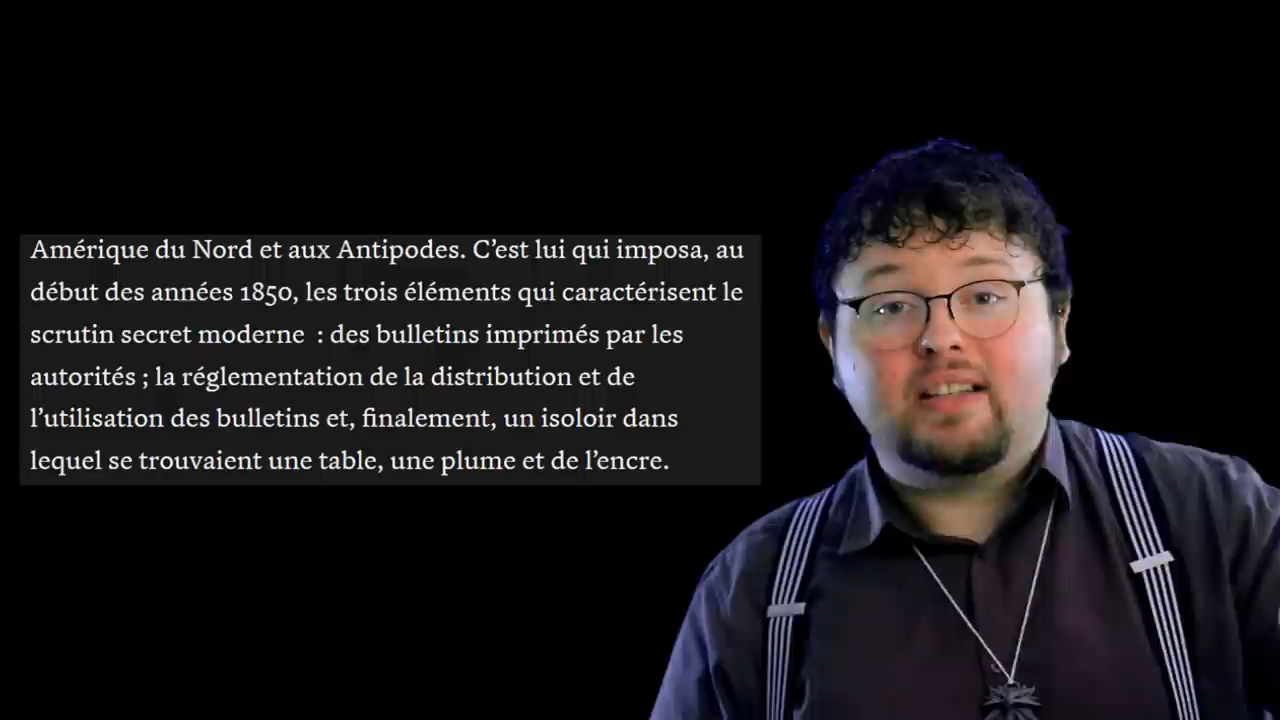 Amérique du Nord et aux Antipodes. C’est lui qui imposa, au
début des années 1850, les trois éléments qui caractérisent le
scrutin secret moderne : des bulletins imprimés par les
autorités ; la réglementation de la distribution et de
l’utilisation des bulletins et, finalement, un isoloir dans
lequel se trouvaient une table, une plume et de l’encre.